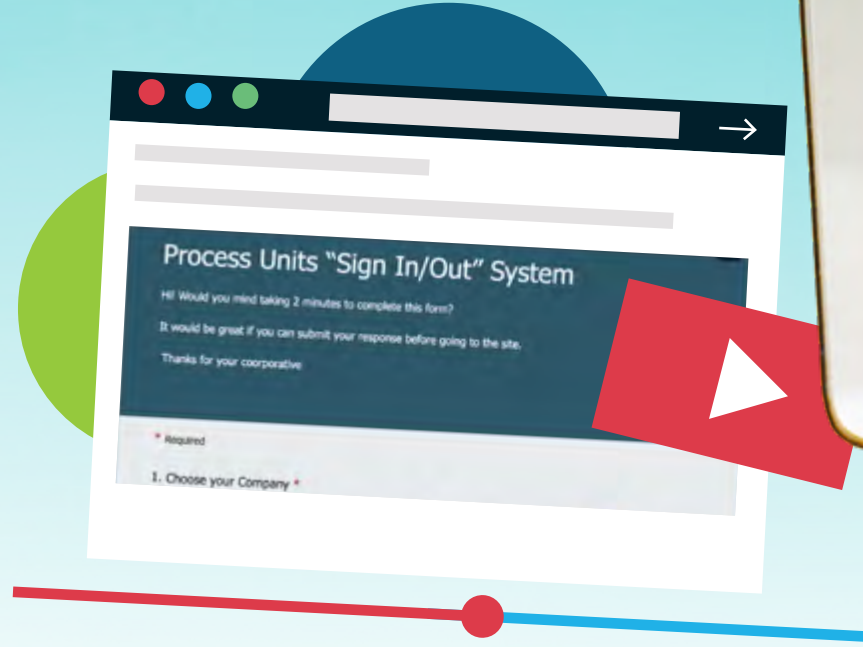 Process Units “Sign In/Out” System
Hi! Would you mind taking 2 minutes to complete this form?
It would be great if you can submit your response before going to the site.
Thanks for your coorporative
* Required
1. Choose your Company *